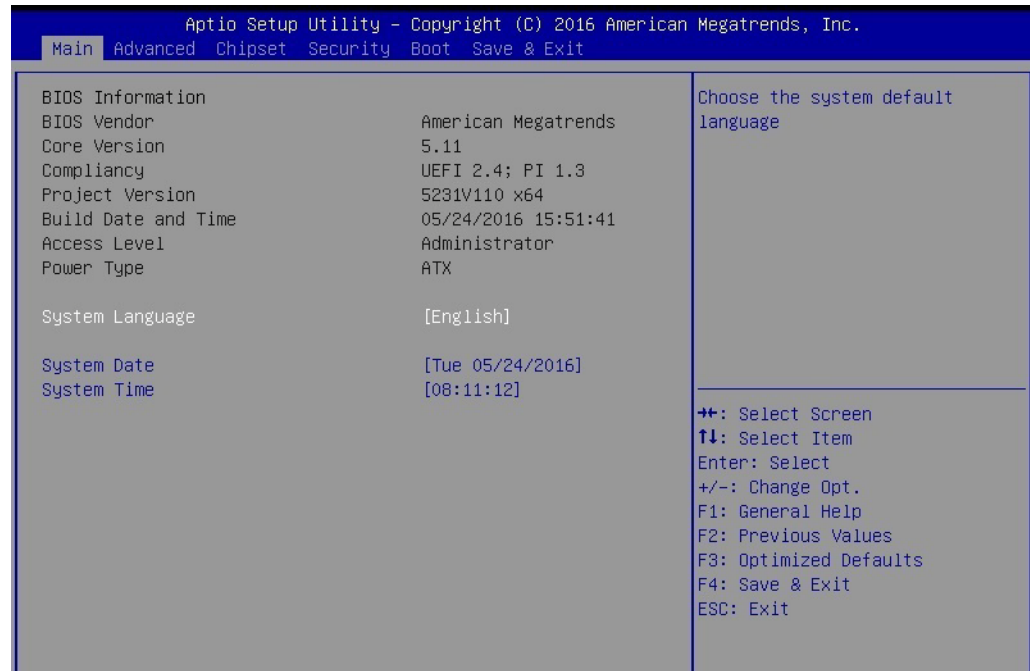 Aptio Setup Utility – Copyright (C) 2016 American Megatrends, Inc.
Main Advanced Chipset Security Boot Save & Exit
BIOS Information
BIOS Vendor American Megatrends
Core Version 5.11
Compliancy UEFI 2.4; PI 1.3
Project Version 5231V110 x64
Build Date and Time 05/24/2016 15:51:41
Access Level Administrator
Power Type ATX
System Language [English]
System Date [Tue 05/24/2016]
System Time [08:11:12]
Choose the system default
language
→←: Select Screen
↑↓: Select Item
Enter: Select
+/-: Change Opt.
F1: General Help
F2: Previous Values
F3: Optimized Defaults
F4: Save & Exit
ESC: Exit